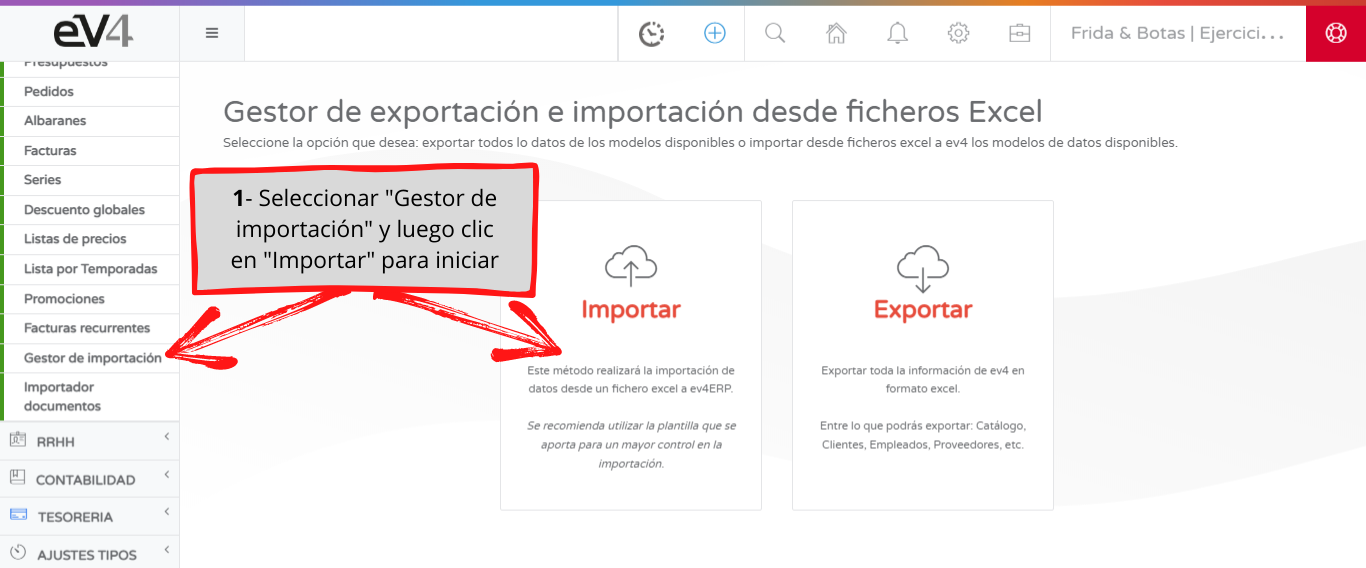 eV4
Frida & Botas | Ejercici...
Presupuestos
Pedidos
Albaranes
Facturas
Series
Descuento globales
Listas de precios
Lista por Temporadas
Promociones
Facturas recurrentes
Gestor de importación
Importador
documentos
RRHH
CONTABILIDAD
TESORERIA
AJUSTES TIPOS
Gestor de exportación e importación desde ficheros Excel
Seleccione la opción que desea: exportar todos lo datos de los modelos disponibles o importar desde ficheros excel a ev4 los modelos de datos disponibles.
1- Seleccionar "Gestor de
importación" y luego clic
en "Importar" para iniciar
Importar
Este método realizará la importación de
datos desde un fichero excel a ev4ERP.
Se recomienda utilizar la plantilla que se
aporta para un mayor control en la
importación.
Exportar
Exportar toda la información de ev4 en
formato excel.
Entre lo que podrás exportar: Catálogo,
Clientes, Empleados, Proveedores, etc.